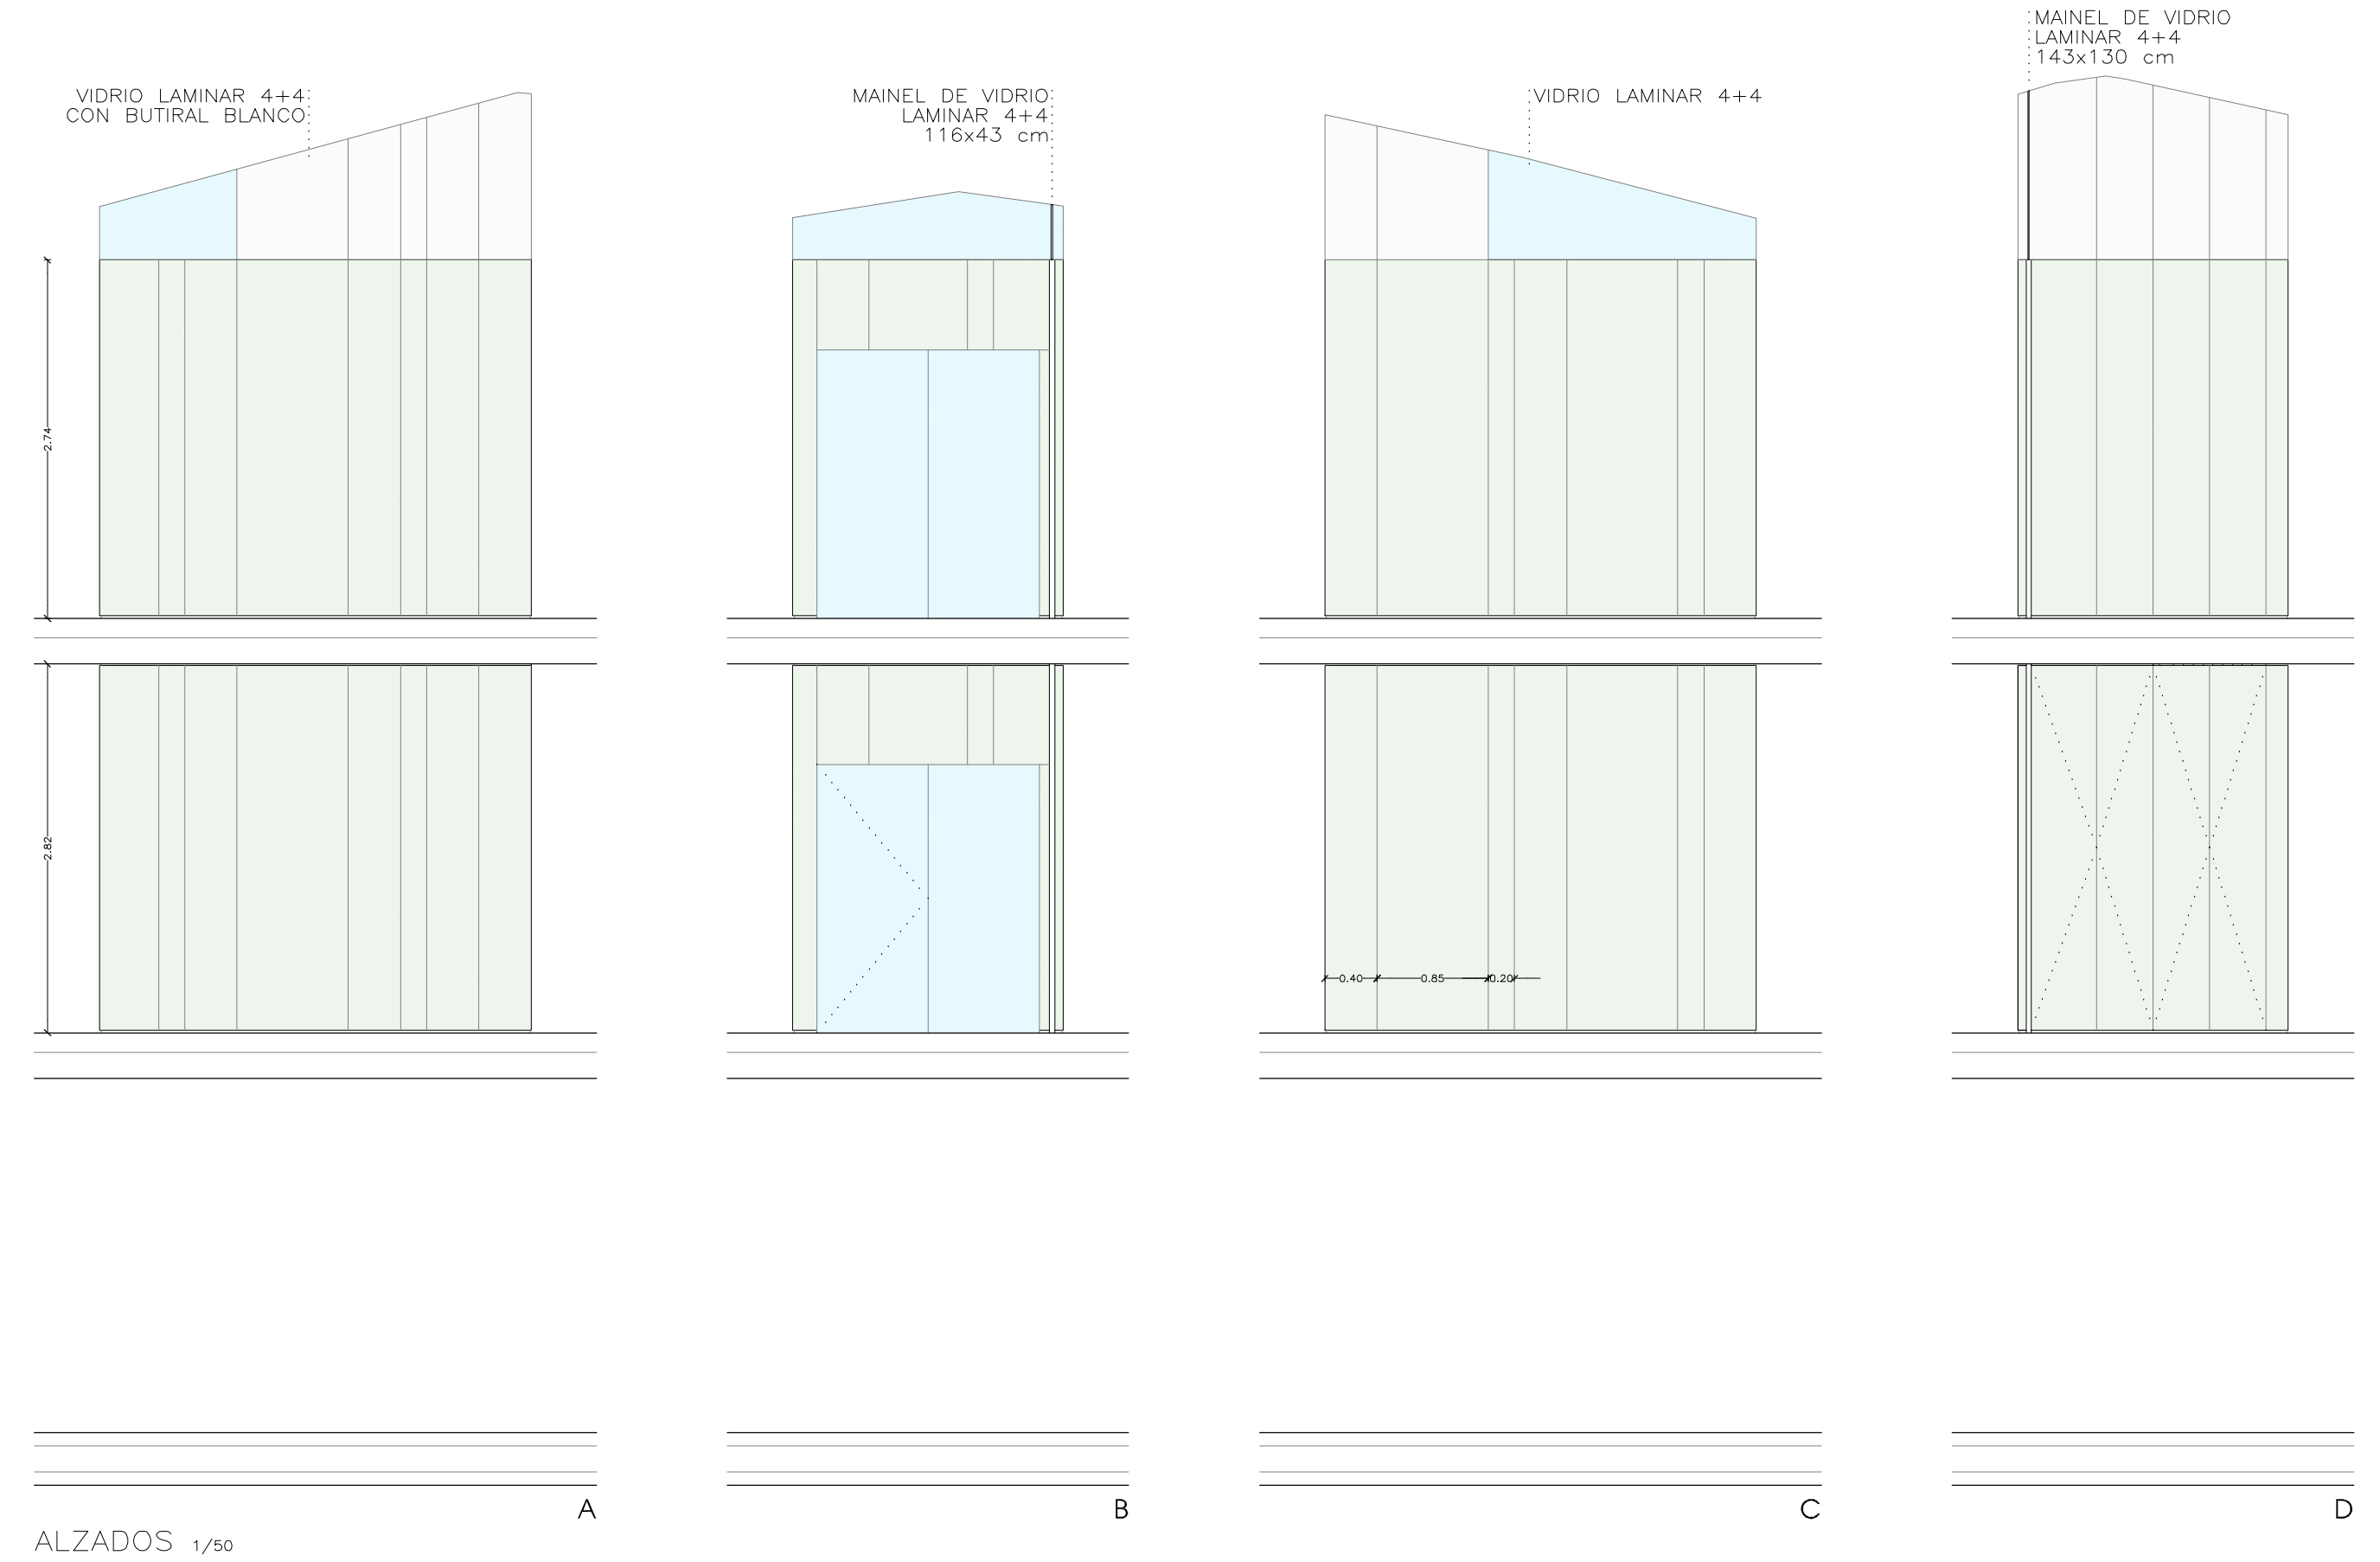 MAINEL DE VIDRIO
LAMINAR 4+4
143x130 cm
VIDRIO LAMINAR 4+4
CON BUTIRAL BLANCO
MAINEL DE VIDRIO
LAMINAR 4+4
116x43 cm
VIDRIO LAMINAR 4+4
2.74
2.82
0.40
0.85
0.20
A
B
C
D
ALZADOS 1/50